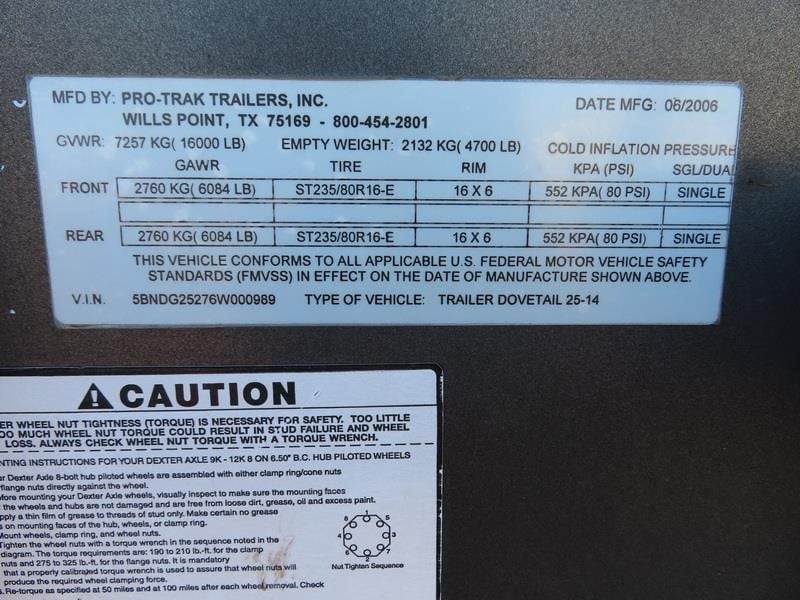 MFD BY: PRO-TRAK TRAILERS, INC. DATE MFG: 06/2006
WILLS POINT, TX 75169 - 800-454-2801
GVWR: 7257 KG( 16000 LB) EMPTY WEIGHT: 2132 KG( 4700 LB) COLD INFLATION PRESSURE
GAWR TIRE RIM KPA (PSI) SGL/DUAL
FRONT 2760 KG( 6084 LB) ST235/80R16-E 16 X 6 552 KPA( 80 PSI) SINGLE
REAR 2760 KG( 6084 LB) ST235/80R16-E 16 X 6 552 KPA( 80 PSI) SINGLE
THIS VEHICLE CONFORMS TO ALL APPLICABLE U.S. FEDERAL MOTOR VEHICLE SAFETY
STANDARDS (FMVSS) IN EFFECT ON THE DATE OF MANUFACTURE SHOWN ABOVE.
V.I.N. 5BNDG25276W000989 TYPE OF VEHICLE: TRAILER DOVETAIL 25-14
CAUTION
ER WHEEL NUT TIGHTNESS (TORQUE) IS NECESSARY FOR SAFETY. TOO LITTLE
OO MUCH WHEEL NUT TORQUE COULD RESULT IN STUD FAILURE AND WHEEL
LOSS. ALWAYS CHECK WHEEL NUT TORQUE WITH A TORQUE WRENCH.
NTING INSTRUCTIONS FOR YOUR DEXTER AXLE 9K - 12K 8 ON 6.50" B.C. HUB PILOTED WHEELS
ur Dexter Axle 8-bolt hub piloted wheels are assembled with either clamp ring/cone nuts
flange nuts directly against the wheel.
efore mounting your Dexter Axle wheels, visually inspect to make sure the mounting faces
the wheels and hubs are not damaged and are free from loose dirt, grease, oil and excess paint.
pply a thin film of grease to threads of stud only. Make certain no grease
s on mounting faces of the hub, wheels, or clamp ring.
Mount wheels, clamp ring, and wheel nuts.
Tighten the wheel nuts with a torque wrench in the sequence noted in the
diagram. The torque requirements are: 190 to 210 lb.-ft. for the clamp
nuts and 275 to 325 lb.-ft. for the flange nuts. It is mandatory
that a properly calibrated torque wrench is used to assure that wheel nuts will
produce the required wheel clamping force.
s. Re-torque as specified at 50 miles and at 100 miles after each wheel removal. Check
8 1 5 4 3 6 2 7
Nut Tighten Sequence